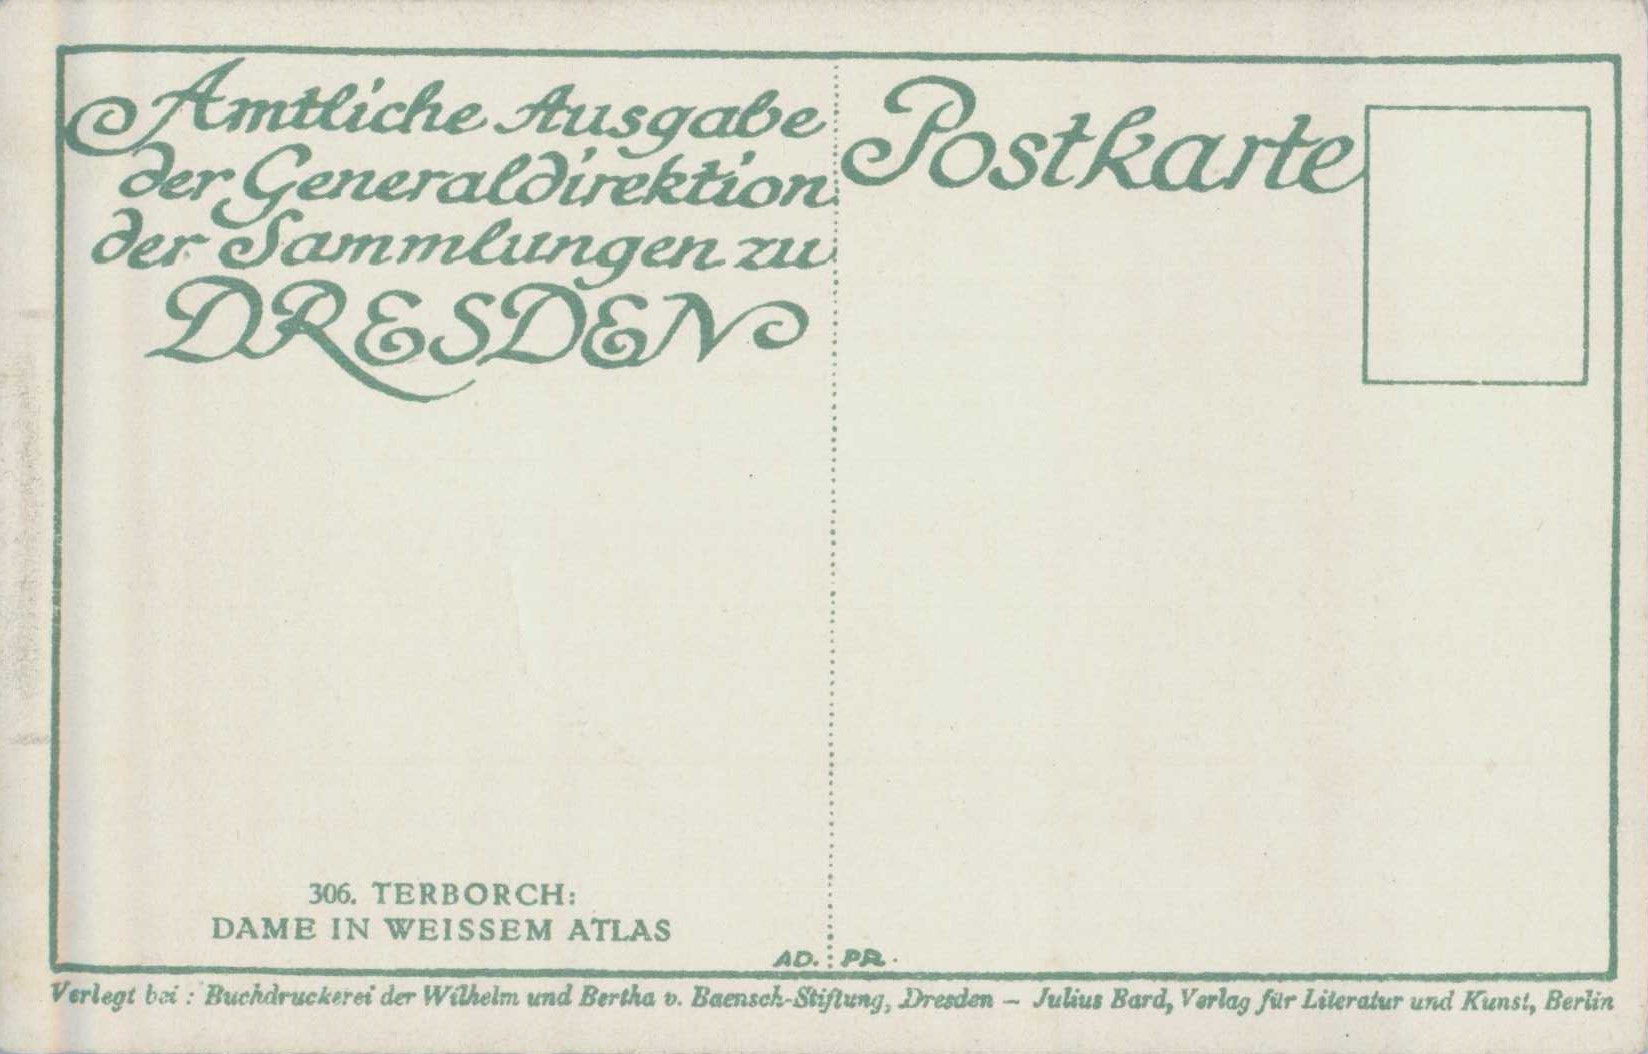 Amtliche Ausgabe
der Generaldirektion
der Sammlungen zu
DRESDEN
Postkarte
306. TERBORCH:
DAME IN WEISSEM ATLAS
AD. PR.
Verlegt bei : Buchdruckerei der Wilhelm und Bertha v. Baensch-Stiftung, Dresden – Julius Bard, Verlag für Literatur und Kunst, Berlin